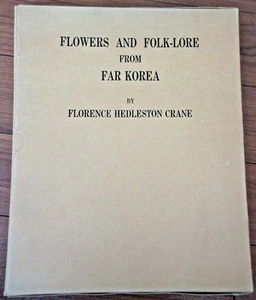 FLOWERS AND FOLK-LORE
FROM
FAR KOREA
BY
FLORENCE HEDLESTON CRANE